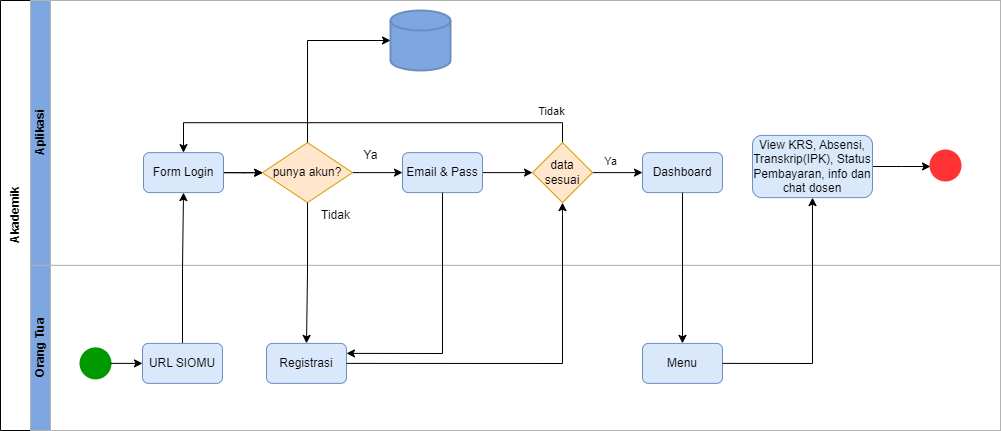 Akademik
Aplikasi
Tidak
Form Login
punya akun?
Ya
Email & Pass
data
sesuai
Ya
Dashboard
View KRS, Absensi,
Transkrip(IPK), Status
Pembayaran, info dan
chat dosen
Tidak
Orang Tua
URL SIOMU
Registrasi
Menu